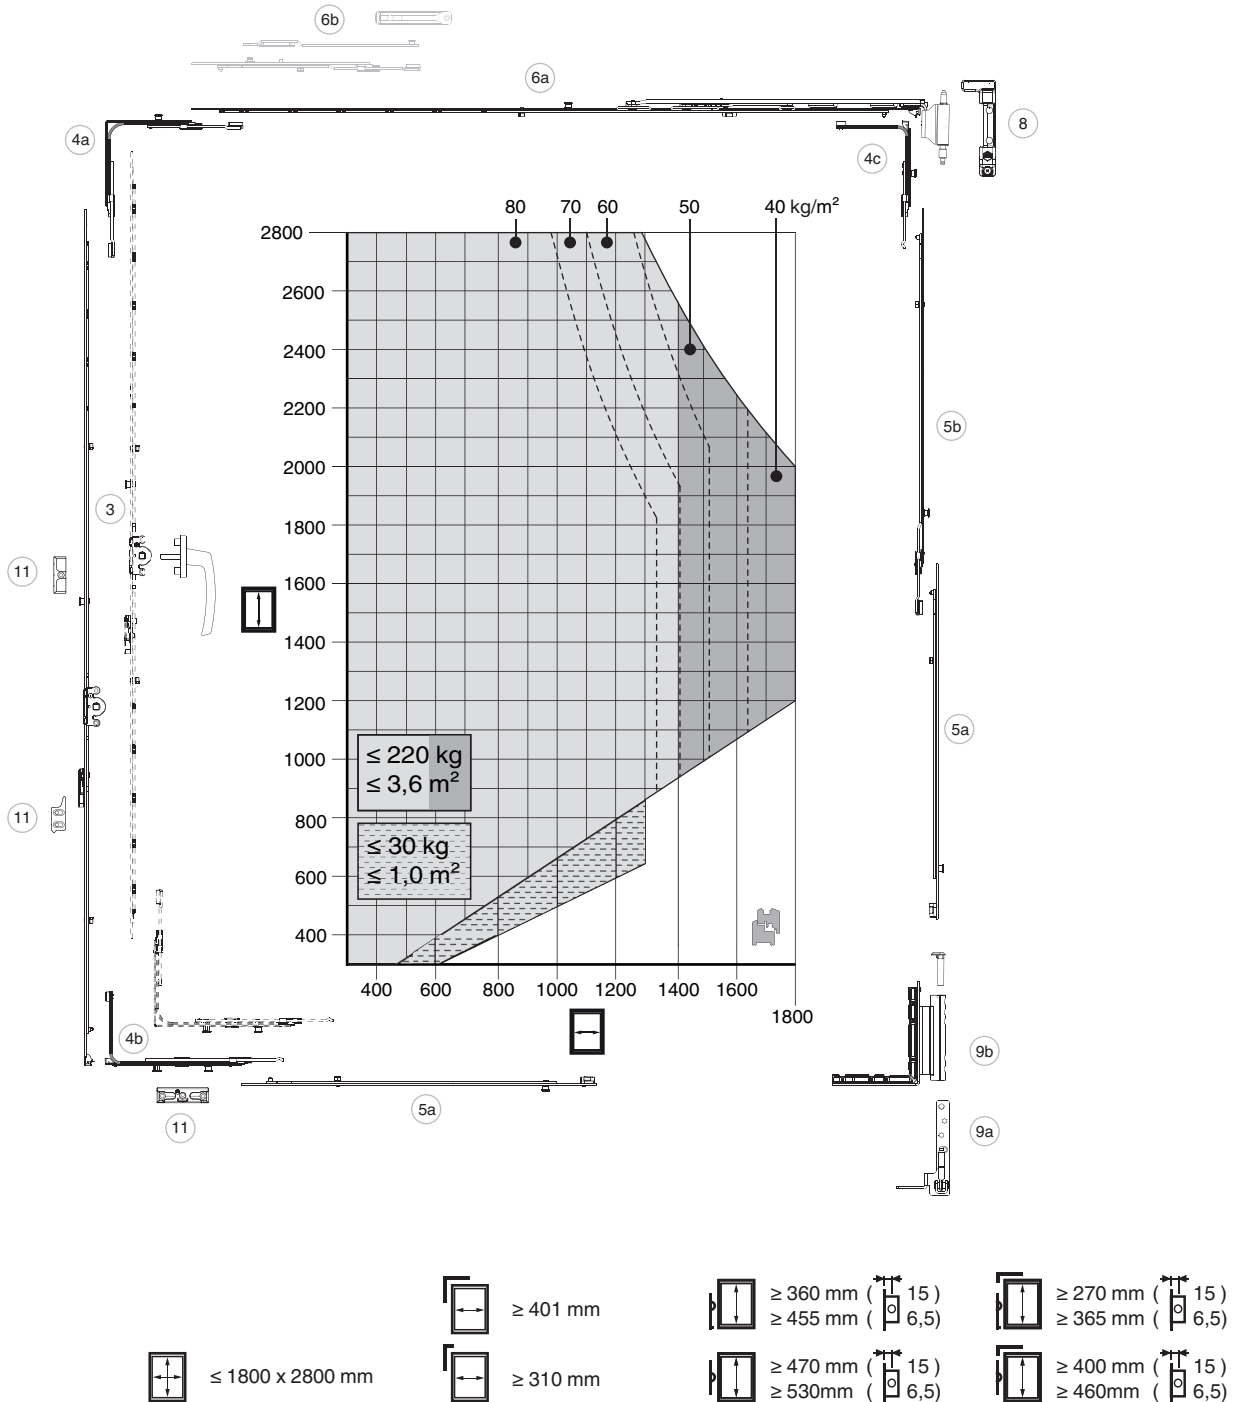 6b
6a
4a
8
4c
80 70 60 50 40 kg/m²
2800
2600
2400
2200
2000
1800
1600
1400
1200
1000
800
600
400
5b
3
11
≤ 220 kg
≤ 3,6 m²
5a
11
≤ 30 kg
≤ 1,0 m²
400 600 800 1000 1200 1400 1600
1800
4b
9b
5a
11
9a
≥ 401 mm
≥ 360 mm ( 15 )
≥ 455 mm ( 6,5)
≥ 270 mm ( 15 )
≥ 365 mm ( 6,5)
≤ 1800 x 2800 mm
≥ 310 mm
≥ 470 mm ( 15 )
≥ 530mm ( 6,5)
≥ 400 mm ( 15 )
≥ 460mm ( 6,5)